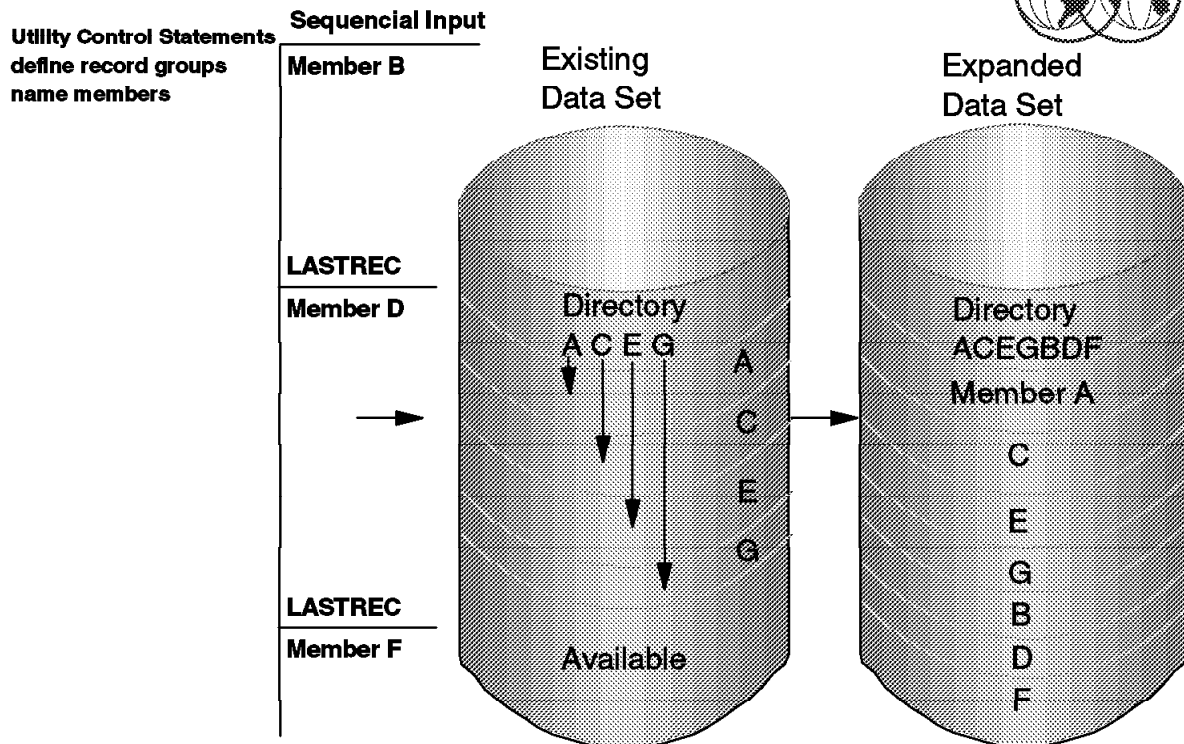 Utility Control Statements
define record groups
name members
Sequencial Input
Member B
LASTREC
Member D
LASTREC
Member F
Existing
Data Set
Directory
A C E G
A
C
E
G
Available
Expanded
Data Set
Directory
ACEGBDF
Member A
C
E
G
B
D
F